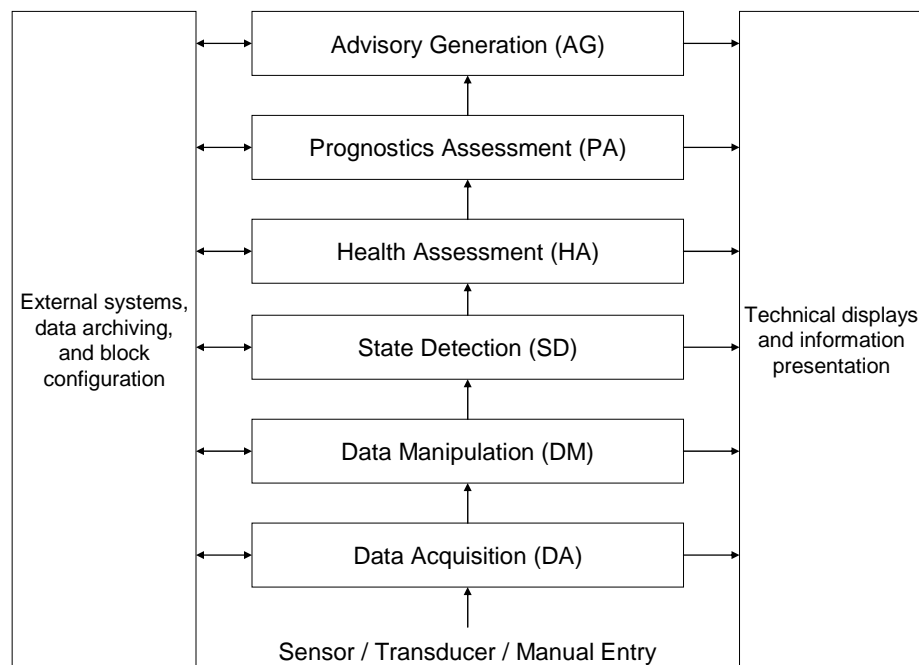 Advisory Generation (AG)
Prognostics Assessment (PA)
Health Assessment (HA)
External systems,
data archiving,
and block
configuration
State Detection (SD)
Technical displays
and information
presentation
Data Manipulation (DM)
Data Acquisition (DA)
Sensor / Transducer / Manual Entry